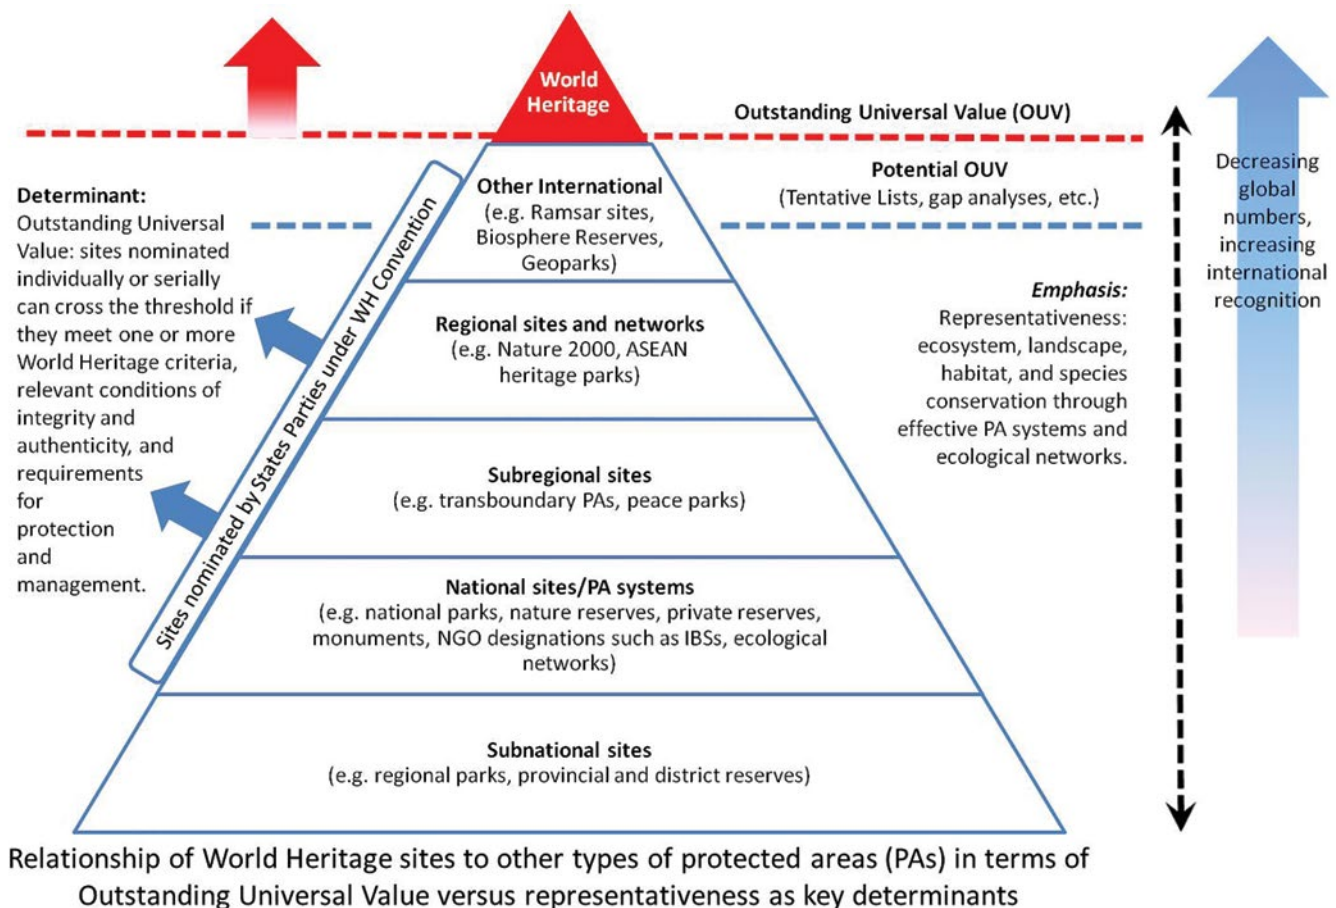 World
Heritage
Outstanding Universal Value (OUV)
Potential OUV
(Tentative Lists, gap analyses, etc.)
Decreasing
global
numbers,
increasing
international
recognition
Determinant:
Outstanding Universal
Value: sites nominated
individually or serially
can cross the threshold if
they meet one or more
World Heritage criteria,
relevant conditions of
integrity and
authenticity, and
requirements
for
protection
and
management.
Sites nominated by States Parties under WH Convention
Other International
(e.g. Ramsar sites,
Biosphere Reserves,
Geoparks)
Regional sites and networks
(e.g. Nature 2000, ASEAN
heritage parks)
Subregional sites
(e.g. transboundary PAs, peace parks)
National sites/PA systems
(e.g. national parks, nature reserves, private reserves,
monuments, NGO designations such as IBSs, ecological
networks)
Subnational sites
(e.g. regional parks, provincial and district reserves)
Emphasis:
Representativeness:
ecosystem, landscape,
habitat, and species
conservation through
effective PA systems and
ecological networks.
Relationship of World Heritage sites to other types of protected areas (PAs) in terms of
Outstanding Universal Value versus representativeness as key determinants